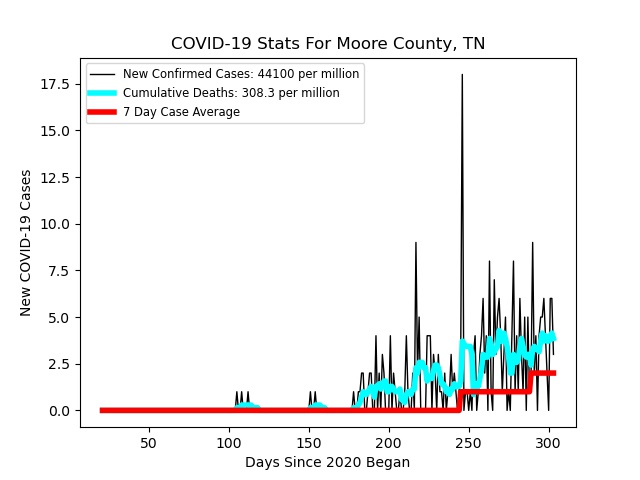 COVID-19 Stats For Moore County, TN
New Confirmed Cases: 44100 per million
Cumulative Deaths: 308.3 per million
7 Day Case Average
17.5
15.0
12.5
10.0
7.5
5.0
2.5
0.0
New COVID-19 Cases
50 100 150 200 250 300
Days Since 2020 Began